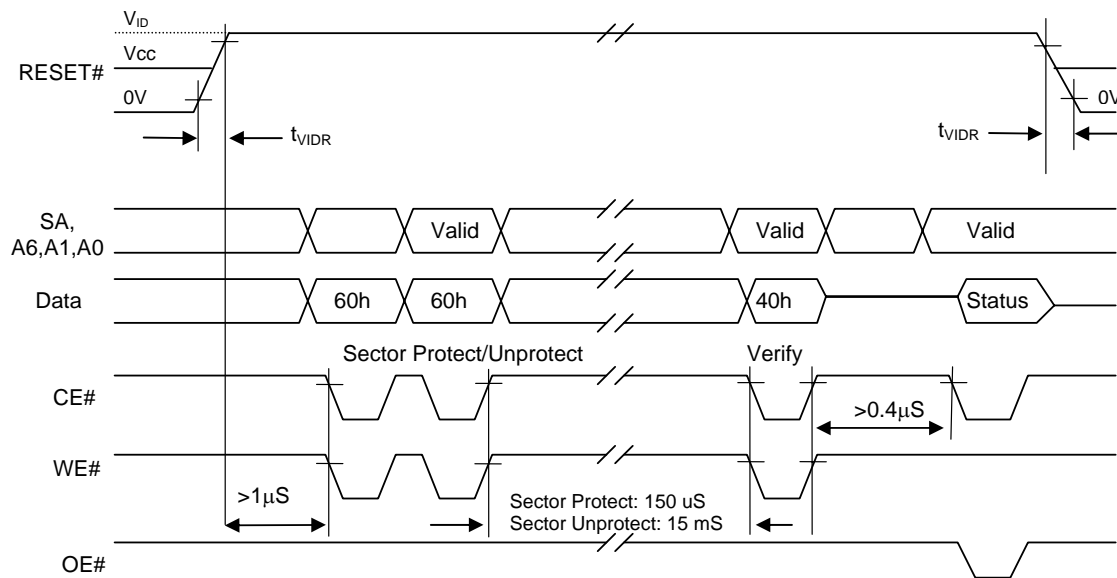 VID
Vcc
RESET#
0V
0V
tVIDR
tVIDR
SA,
A6,A1,A0
Valid
Valid
Valid
Data
60h
60h
40h
Status
Sector Protect/Unprotect
Verify
CE#
>0.4μS
WE#
>1μS
Sector Protect: 150 uS
Sector Unprotect: 15 mS
OE#